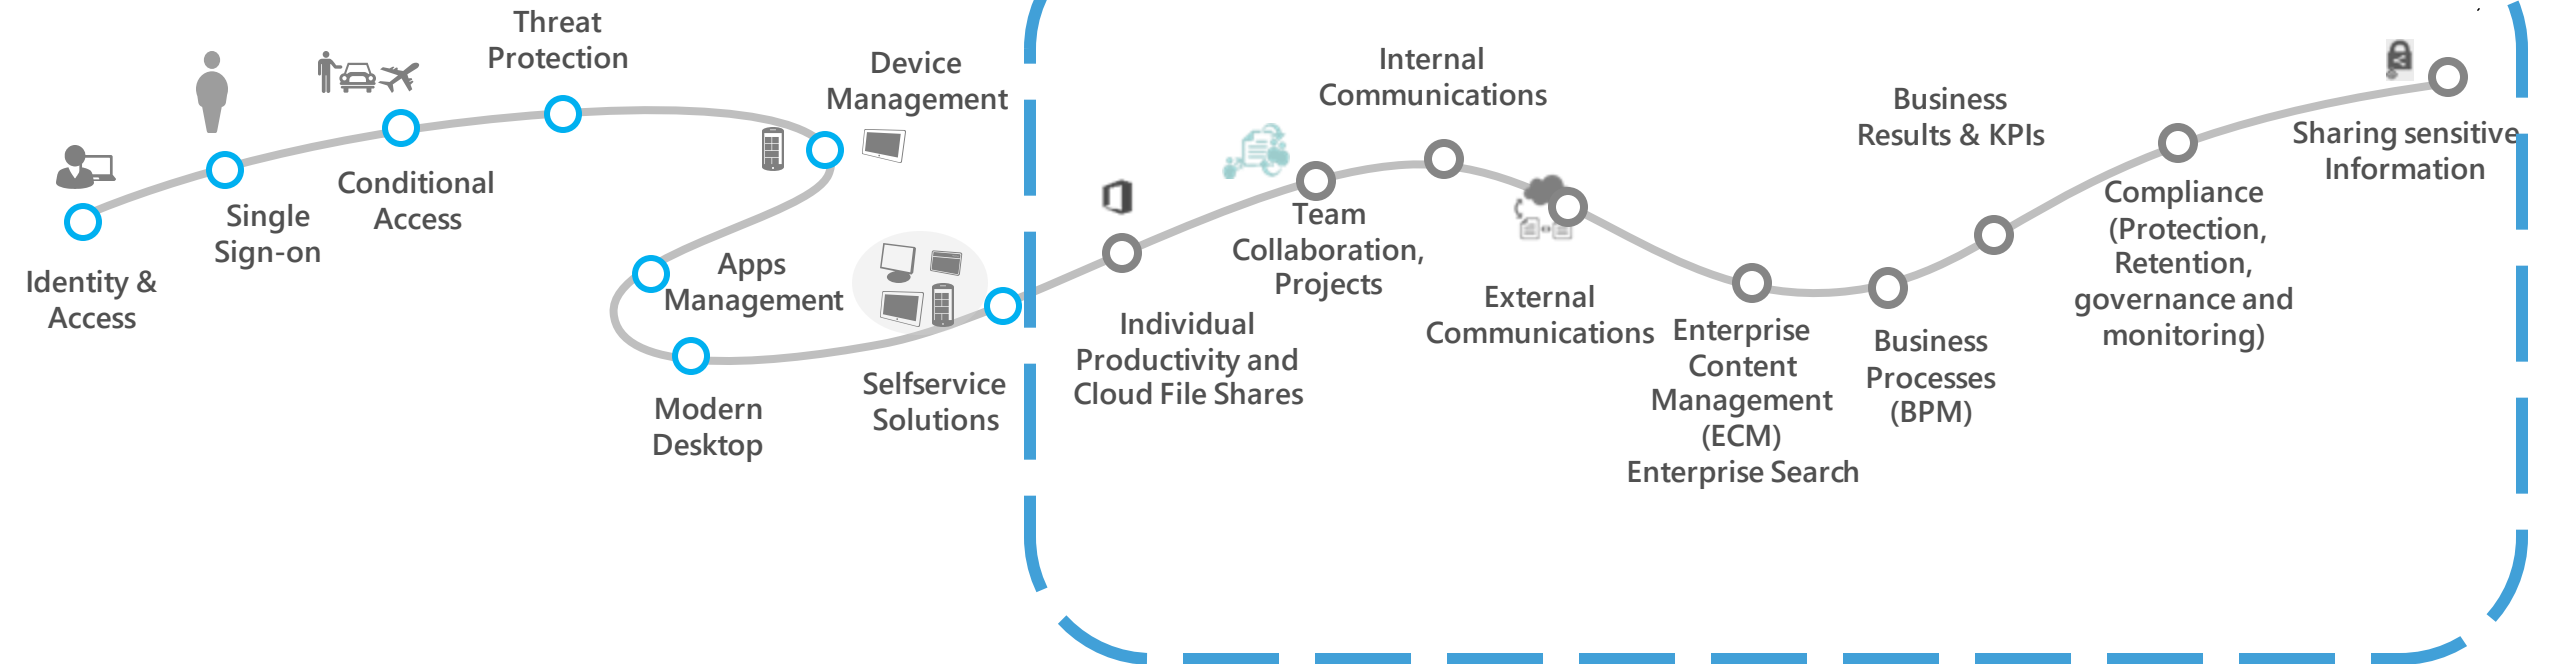 Threat
Protection
Device
Management
Conditional
Access
Single
Sign-on
Identity &
Access
Apps
Management
Modern
Desktop
Selfservice
Solutions
Internal
Communications
Team
Collaboration,
Projects
Individual
Productivity and
Cloud File Shares
External
Communications
Enterprise
Content
Management
(ECM)
Enterprise Search
Business
Processes
(BPM)
Business
Results & KPIs
Compliance
(Protection,
Retention,
governance and
monitoring)
Sharing sensitive
Information